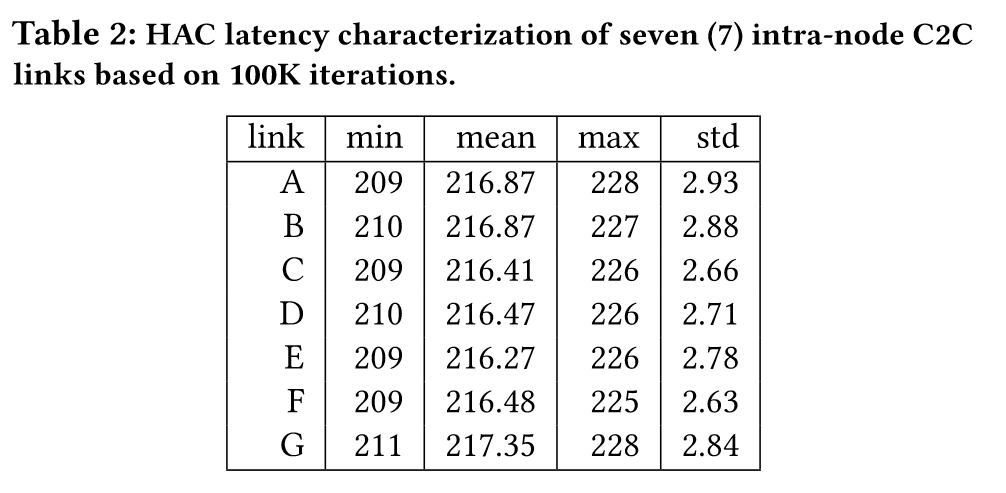 Table 2: HAC latency characterization of seven (7) intra-node C2C
links based on 100K iterations.
link min mean max std
A 209 216.87 228 2.93
B 210 216.87 227 2.88
C 209 216.41 226 2.66
D 210 216.47 226 2.71
E 209 216.27 226 2.78
F 209 216.48 225 2.63
G 211 217.35 228 2.84